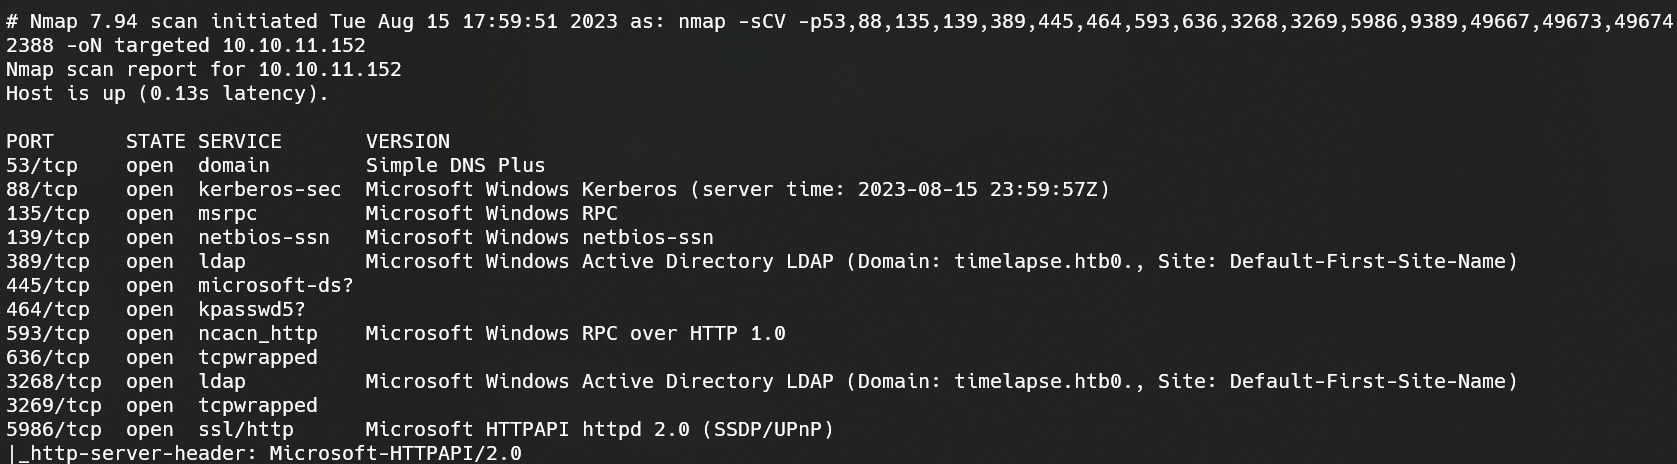 # Nmap 7.94 scan initiated Tue Aug 15 17:59:51 2023 as: nmap -sCV -p53,88,135,139,389,445,464,593,636,3268,3269,5986,9389,49667,49673,49674
2388 -oN targeted 10.10.11.152
Nmap scan report for 10.10.11.152
Host is up (0.13s latency).
PORT STATE SERVICE VERSION
53/tcp open domain Simple DNS Plus
88/tcp open kerberos-sec Microsoft Windows Kerberos (server time: 2023-08-15 23:59:57Z)
135/tcp open msrpc Microsoft Windows RPC
139/tcp open netbios-ssn Microsoft Windows netbios-ssn
389/tcp open ldap Microsoft Windows Active Directory LDAP (Domain: timelapse.htb0., Site: Default-First-Site-Name)
445/tcp open microsoft-ds?
464/tcp open kpasswd5?
593/tcp open ncacn_http Microsoft Windows RPC over HTTP 1.0
636/tcp open tcpwrapped
3268/tcp open ldap Microsoft Windows Active Directory LDAP (Domain: timelapse.htb0., Site: Default-First-Site-Name)
3269/tcp open tcpwrapped
5986/tcp open ssl/http Microsoft HTTPAPI httpd 2.0 (SSDP/UPnP)
|_http-server-header: Microsoft-HTTPAPI/2.0